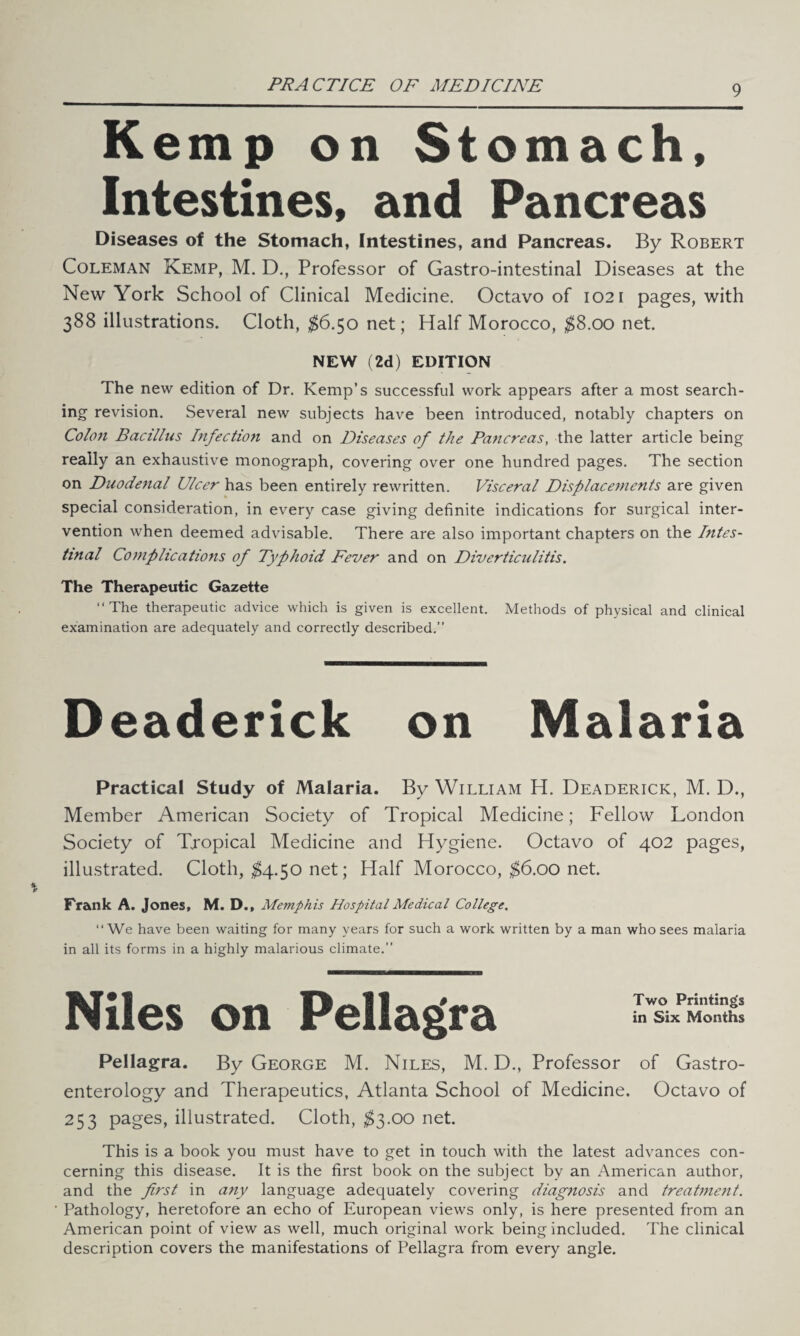 PRACTICE OF MEDICINE 9
Kemp on Stomach,
Intestines, and Pancreas
Diseases of the Stomach, Intestines, and Pancreas. By ROBERT
COLEMAN KEMP, M. D., Professor of Gastro-intestinal Diseases at the
New York School of Clinical Medicine. Octavo of 1021 pages, with
388 illustrations. Cloth, $6.50 net; Half Morocco, $8.00 net.
NEW (2d) EDITION
The new edition of Dr. Kemp's successful work appears after a most search-
ing revision. Several new subjects have been introduced, notably chapters on
Colon Bacillus Infection and on Diseases of the Pancreas, the latter article being
really an exhaustive monograph, covering over one hundred pages. The section
on Duodenal Ulcer has been entirely rewritten. Visceral Displacements are given
special consideration, in every case giving definite indications for surgical inter-
vention when deemed advisable. There are also important chapters on the Intes-
tinal Complications of Typhoid Fever and on Diverticulitis.
The Therapeutic Gazette
"The therapeutic advice which is given is excellent. Methods of physical and clinical
examination are adequately and correctly described."
Deaderick on Malaria
Practical Study of Malaria. By WILLIAM H. DEADERICK, M. D.,
Member American Society of Tropical Medicine; Fellow London
Society of Tropical Medicine and Hygiene. Octavo of 402 pages,
illustrated. Cloth, $4.50 net; Half Morocco, $6.00 net.
Frank A. Jones, M. D., Memphis Hospital Medical College.
"We have been waiting for many years for such a work written by a man who sees malaria
in all its forms in a highly malarious climate."
Niles on Pellagra
Two Printings
in Six Months
Pellagra. By GEORGE M. NILES, M. D., Professor of Gastro-
enterology and Therapeutics, Atlanta School of Medicine. Octavo of
253 pages, illustrated. Cloth, $3.00 net.
This is a book you must have to get in touch with the latest advances con-
cerning this disease. It is the first book on the subject by an American author,
and the first in any language adequately covering diagnosis and treatment.
Pathology, heretofore an echo of European views only, is here presented from an
American point of view as well, much original work being included. The clinical
description covers the manifestations of Pellagra from every angle.